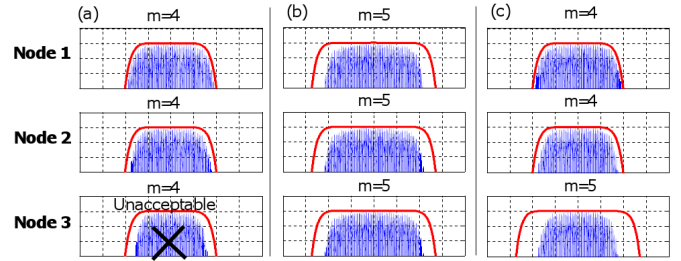 (a) m=4 (b) m=5 (c) m=4
Node 1
m=4 m=5 m=4
Node 2
m=4 m=5 m=5
Unacceptable
Node 3